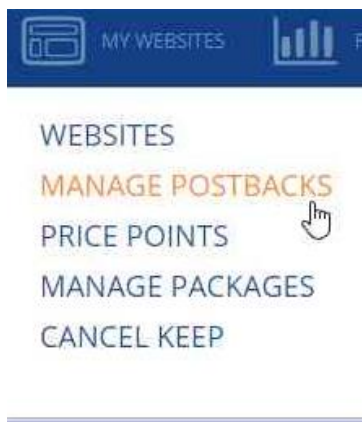 MY WEBSITES
WEBSITES
MANAGE POSTBACKS
PRICE POINTS
MANAGE PACKAGES
CANCEL KEEP